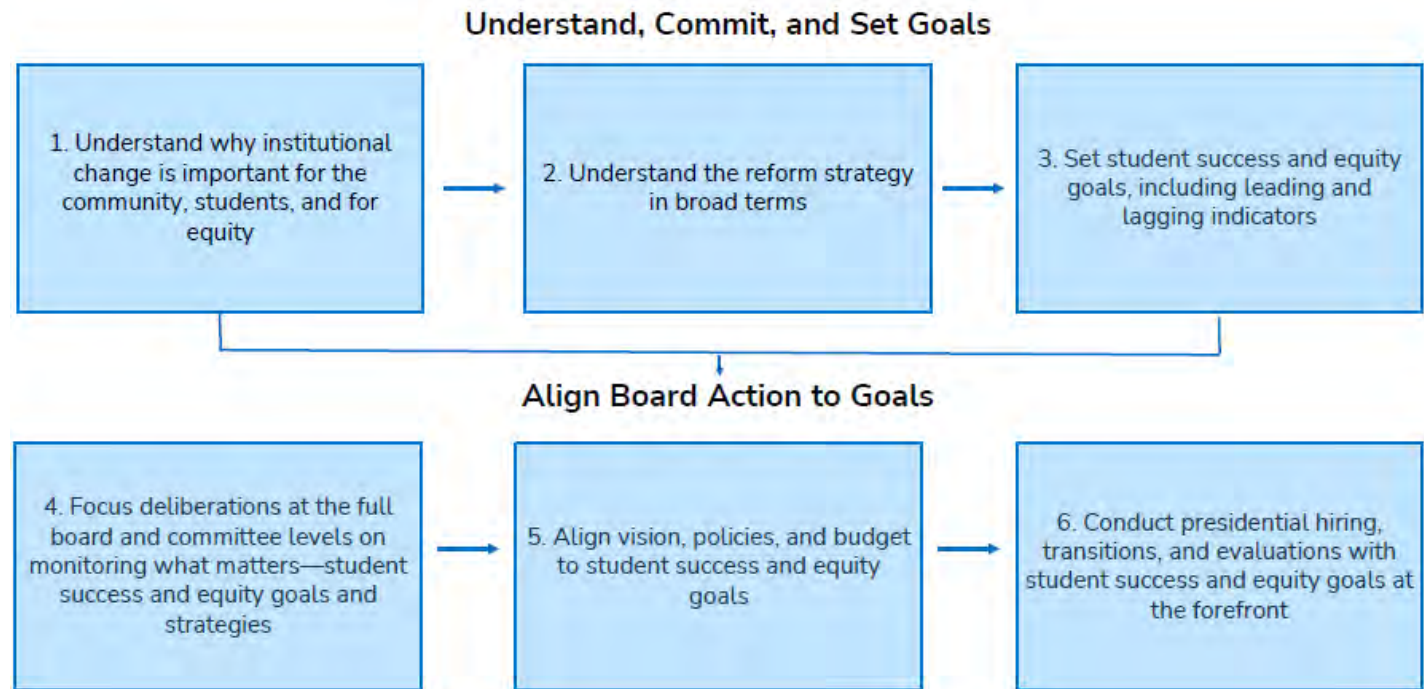 Understand, Commit, and Set Goals
1. Understand why institutional
change is important for the
community, students, and for
equity
2. Understand the reform strategy
in broad terms
3. Set student success and equity
goals, including leading and
lagging indicators
Align Board Action to Goals
4. Focus deliberations at the full
board and committee levels on
monitoring what matters—student
success and equity goals and
strategies
5. Align vision, policies, and budget
to student success and equity
goals
6. Conduct presidential hiring,
transitions, and evaluations with
student success and equity goals at
the forefront